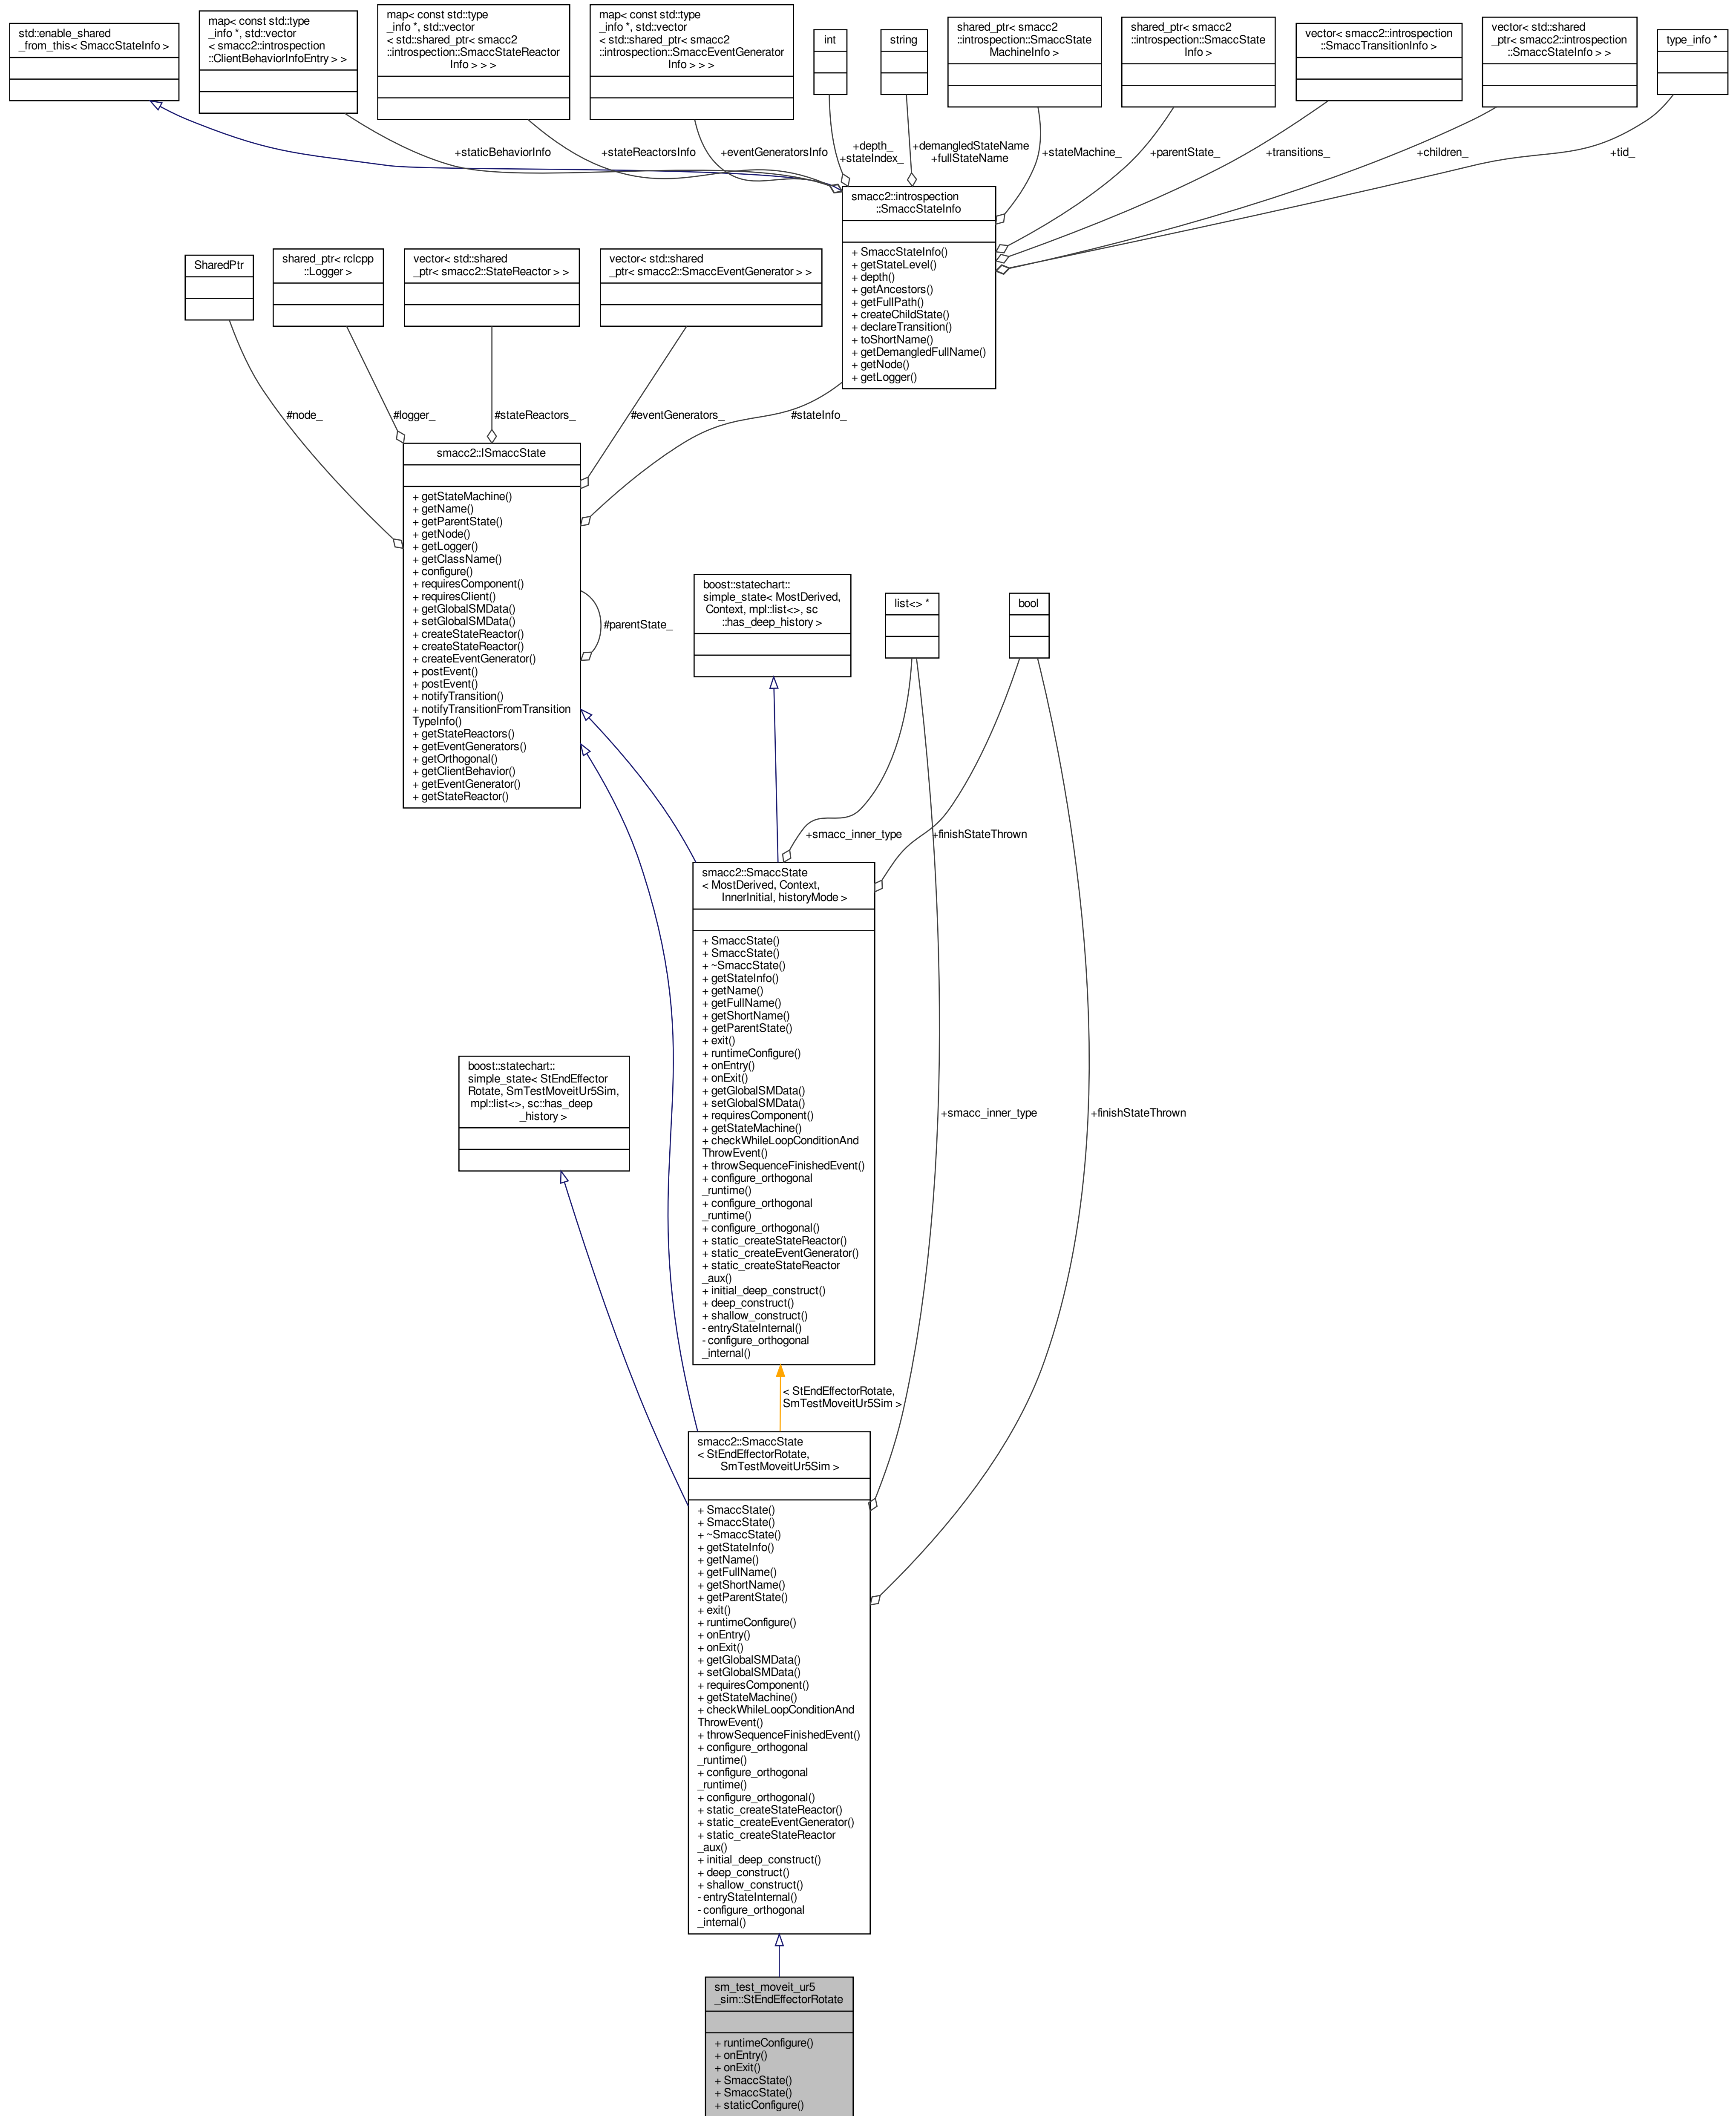 std::enable_shared
_from_this< SmaccStateInfo >
map< const std::type
_info *, std::vector
< smacc2::introspection
::ClientBehaviorInfoEntry > >
map< const std::type
_info *, std::vector
< std::shared_ptr< smacc2
::introspection::SmaccStateReactor
Info > > >
map< const std::type
_info *, std::vector
< std::shared_ptr< smacc2
::introspection::SmaccEventGenerator
Info > > >
int
string
shared_ptr< smacc2
::introspection::SmaccState
MachineInfo >
shared_ptr< smacc2
::introspection::SmaccState
Info >
vector< smacc2::introspection
::SmaccTransitionInfo >
vector< std::shared
_ptr< smacc2::introspection
::SmaccStateInfo > >
type_info *
+staticBehaviorInfo
+stateReactorsInfo
+eventGeneratorsInfo
+depth_
+stateIndex_
+demangledStateName
+fullStateName
+stateMachine_
+parentState_
+transitions_
+children_
+tid_
smacc2::introspection
::SmaccStateInfo
+ SmaccStateInfo()
+ getStateLevel()
+ depth()
+ getAncestors()
+ getFullPath()
+ createChildState()
+ declareTransition()
+ toShortName()
+ getDemangledFullName()
+ getNode()
+ getLogger()
SharedPtr
shared_ptr< rclcpp
::Logger >
vector< std::shared
_ptr< smacc2::StateReactor > >
vector< std::shared
_ptr< smacc2::SmaccEventGenerator > >
#node_
#logger_
#stateReactors_
#eventGenerators_
#stateInfo_
smacc2::ISmaccState
+ getStateMachine()
+ getName()
+ getParentState()
+ getNode()
+ getLogger()
+ getClassName()
+ configure()
+ requiresComponent()
+ requiresClient()
+ getGlobalSMData()
+ setGlobalSMData()
+ createStateReactor()
+ createStateReactor()
+ createEventGenerator()
+ postEvent()
+ postEvent()
+ notifyTransition()
+ notifyTransitionFromTransition
TypeInfo()
+ getStateReactors()
+ getEventGenerators()
+ getOrthogonal()
+ getClientBehavior()
+ getEventGenerator()
+ getStateReactor()
#parentState_
boost::statechart::
simple_state< MostDerived,
Context, mpl::list<>, sc
::has_deep_history >
list<> *
bool
+smacc_inner_type
+finishStateThrown
smacc2::SmaccState
< MostDerived, Context,
InnerInitial, historyMode >
+ SmaccState()
+ SmaccState()
+ ~SmaccState()
+ getStateInfo()
+ getName()
+ getFullName()
+ getShortName()
+ getParentState()
+ exit()
+ runtimeConfigure()
+ onEntry()
+ onExit()
+ getGlobalSMData()
+ setGlobalSMData()
+ requiresComponent()
+ getStateMachine()
+ checkWhileLoopConditionAnd
ThrowEvent()
+ throwSequenceFinishedEvent()
+ configure_orthogonal
_runtime()
+ configure_orthogonal
_runtime()
+ configure_orthogonal()
+ static_createStateReactor()
+ static_createEventGenerator()
+ static_createStateReactor
_aux()
+ initial_deep_construct()
+ deep_construct()
+ shallow_construct()
- entryStateInternal()
- configure_orthogonal
_internal()
boost::statechart::
simple_state< StEndEffector
Rotate, SmTestMoveitUr5Sim,
mpl::list<>, sc::has_deep
_history >
+smacc_inner_type
+finishStateThrown
< StEndEffectorRotate,
SmTestMoveitUr5Sim >
smacc2::SmaccState
< StEndEffectorRotate,
SmTestMoveitUr5Sim >
+ SmaccState()
+ SmaccState()
+ ~SmaccState()
+ getStateInfo()
+ getName()
+ getFullName()
+ getShortName()
+ getParentState()
+ exit()
+ runtimeConfigure()
+ onEntry()
+ onExit()
+ getGlobalSMData()
+ setGlobalSMData()
+ requiresComponent()
+ getStateMachine()
+ checkWhileLoopConditionAnd
ThrowEvent()
+ throwSequenceFinishedEvent()
+ configure_orthogonal
_runtime()
+ configure_orthogonal
_runtime()
+ configure_orthogonal()
+ static_createStateReactor()
+ static_createEventGenerator()
+ static_createStateReactor
_aux()
+ initial_deep_construct()
+ deep_construct()
+ shallow_construct()
- entryStateInternal()
- configure_orthogonal
_internal()
sm_test_moveit_ur5
_sim::StEndEffectorRotate
+ runtimeConfigure()
+ onEntry()
+ onExit()
+ SmaccState()
+ SmaccState()
+ staticConfigure()